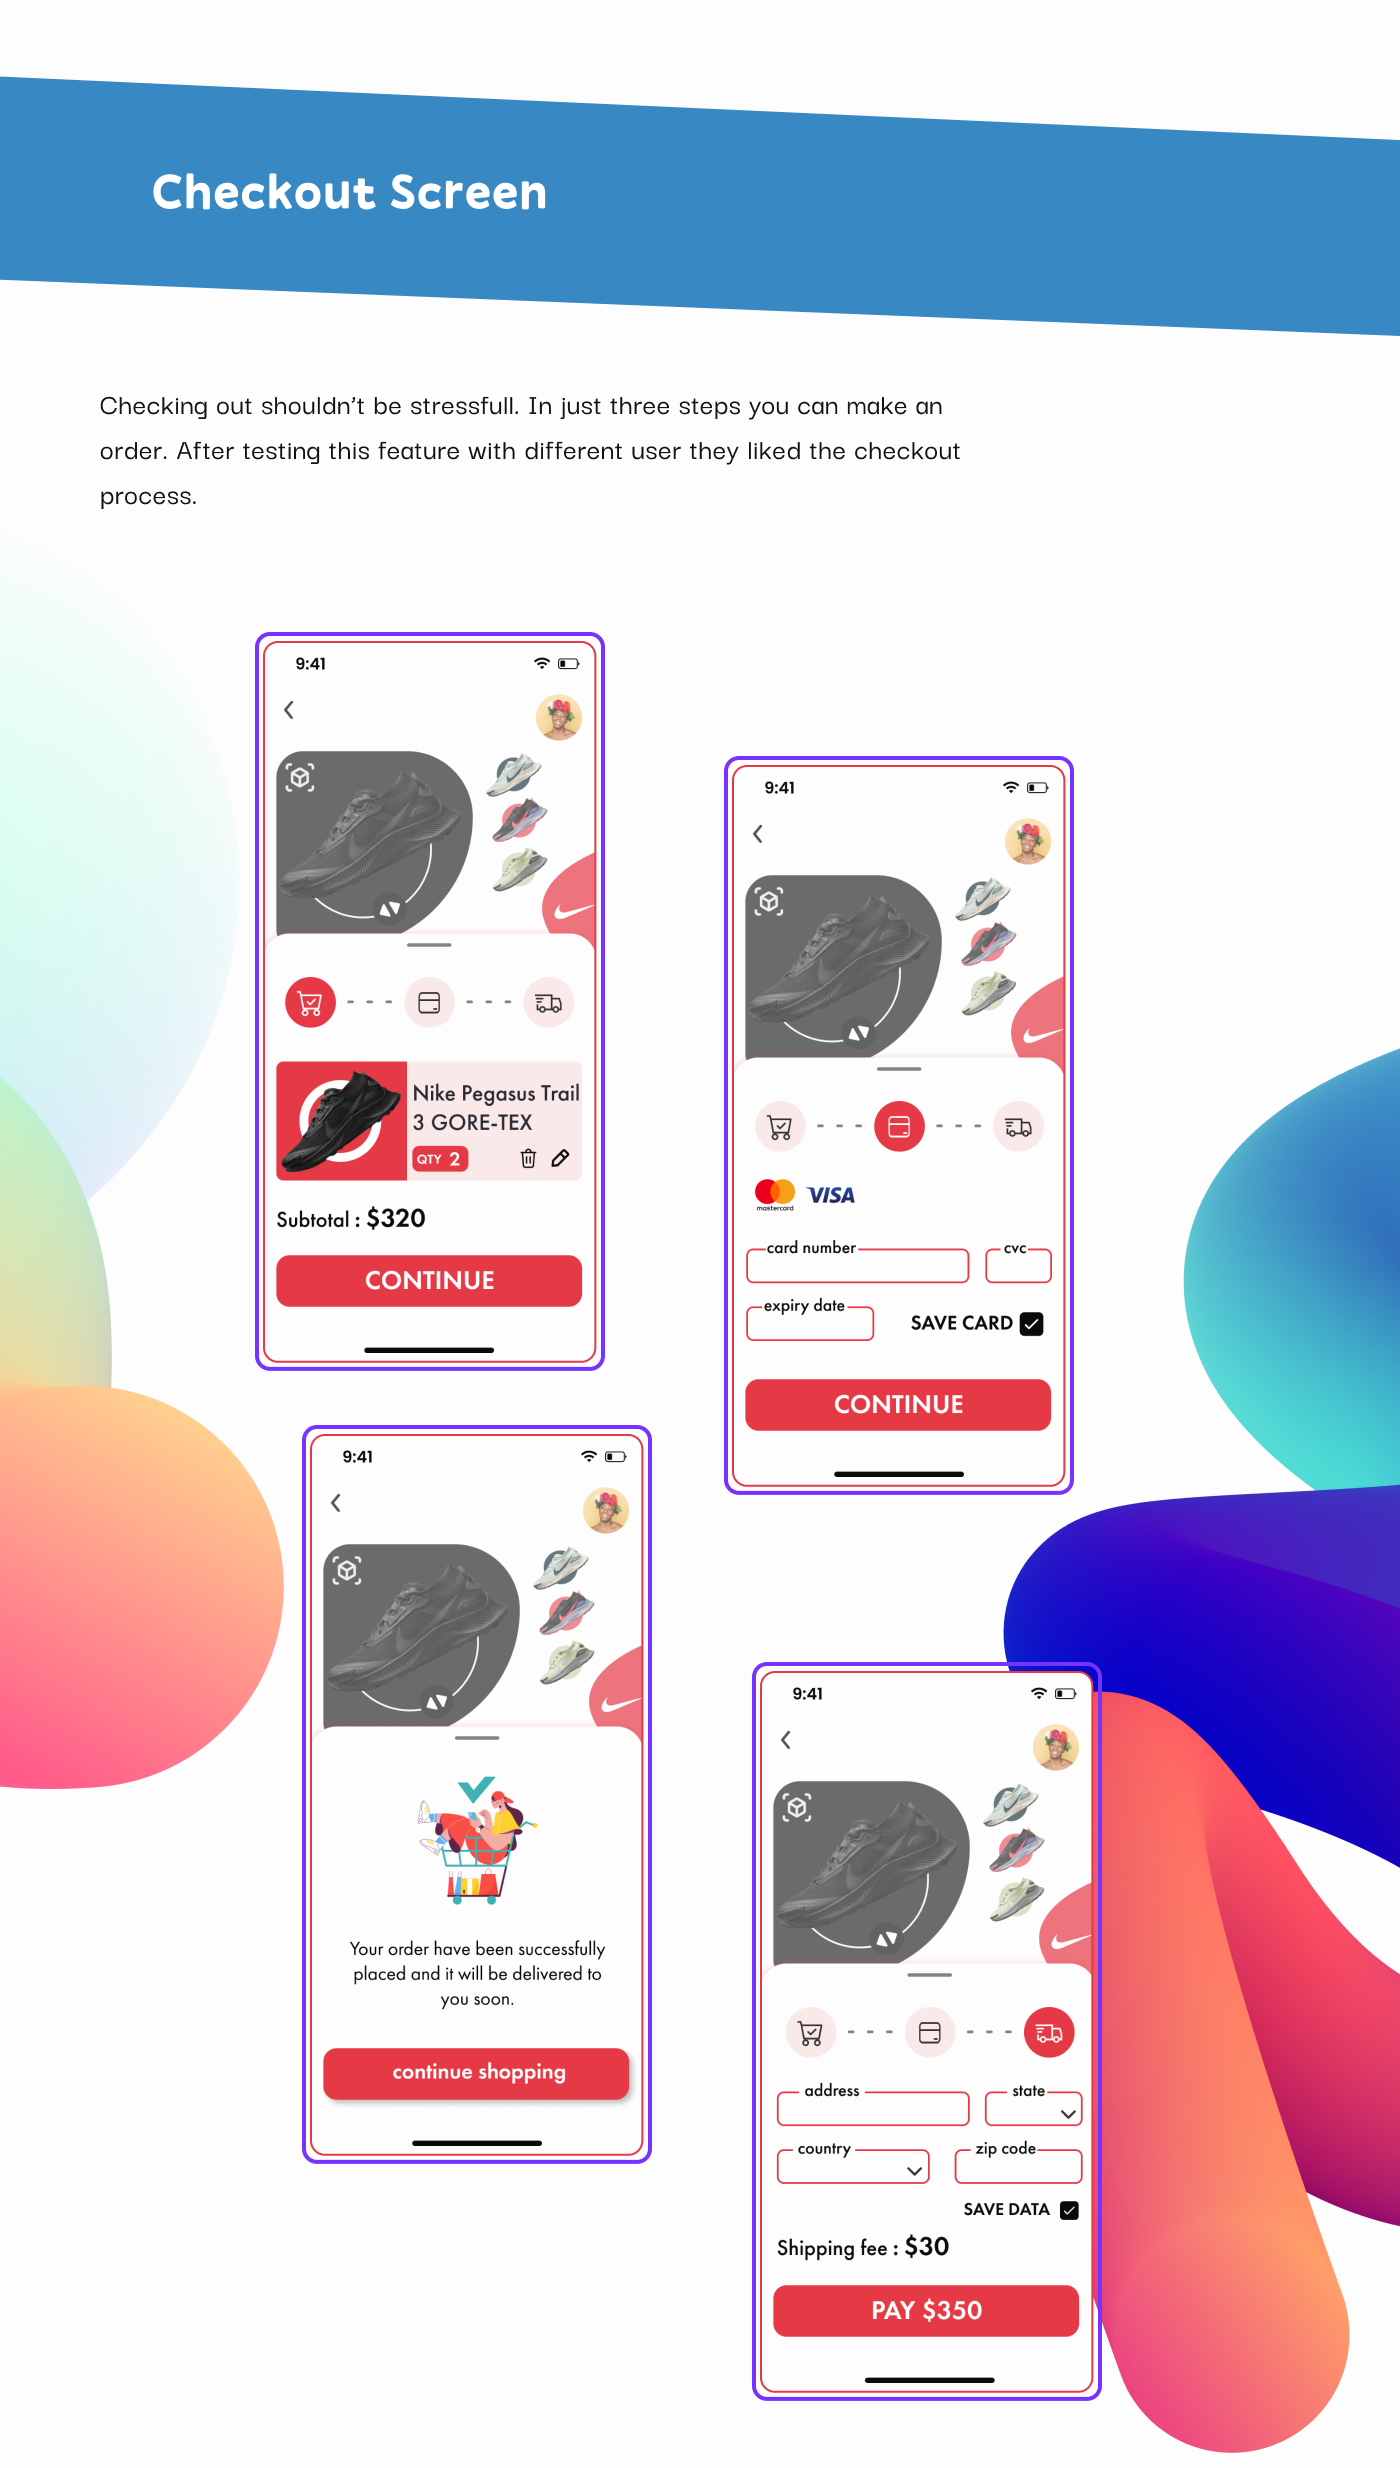 Checkout Screen
Checking out shouldn't be stressfull. In just three steps you can make an
order. After testing this feature with different user they liked the checkout
process.
9:41
Nike Pegasus Trail
3 GORE-TEX
QTY 2
Subtotal : $320
CONTINUE
9:41
mastercard VISA
card number cvc
expiry date SAVE CARD
CONTINUE
9:41
Your order have been successfully
placed and it will be delivered to
you soon.
continue shopping
9:41
address state
country zip code
SAVE DATA
Shipping fee : $30
PAY $350